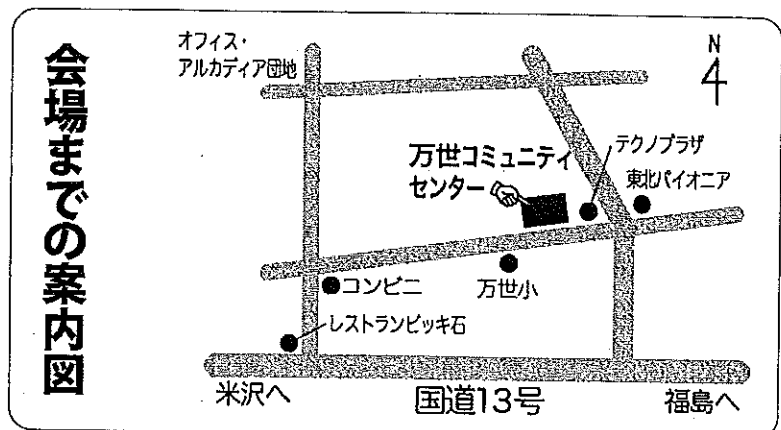 会場までの案内図
オフィス・
アルカディア団地
N
万世コミュニティ
センター
テクノプラザ
東北パイオニア
コンビニ
万世小
レストランビッキ石
米沢へ
国道13号
福島へ